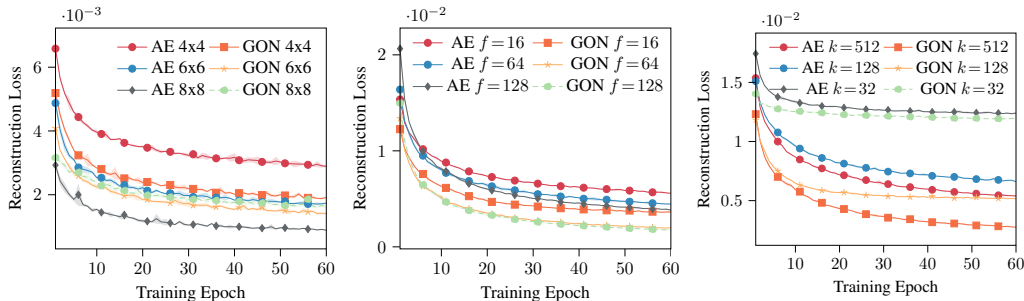 ·10⁻³
Reconstruction Loss
6
4
2
AE 4x4 GON 4x4
AE 6x6 GON 6x6
AE 8x8 GON 8x8
10 20 30 40 50 60
Training Epoch
·10⁻²
Reconstruction Loss
2
1
0
AE f = 16 GON f = 16
AE f = 64 GON f = 64
AE f = 128 GON f = 128
10 20 30 40 50 60
Training Epoch
·10⁻²
Reconstruction Loss
1.5
1
0.5
AE k = 512 GON k = 512
AE k = 128 GON k = 128
AE k = 32 GON k = 32
10 20 30 40 50 60
Training Epoch